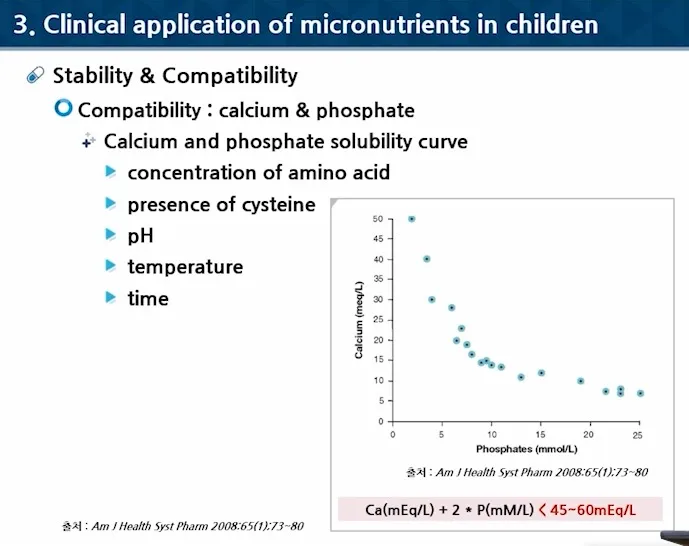 3. Clinical application of micronutrients in children
Stability & Compatibility
Compatibility : calcium & phosphate
Calcium and phosphate solubility curve
concentration of amino acid
presence of cysteine
pH
temperature
time
50
45
40
35
30
25
20
15
10
5
0
Calcium (meq/L)
0 5 10 15 20 25
Phosphates (mmol/L)
출처 : Am J Health Syst Pharm 2008;65(1);73~80
Ca(mEq/L) + 2 * P(mM/L) < 45~60mEq/L
출처 : Am J Health Syst Pharm 2008;65(1);73~80